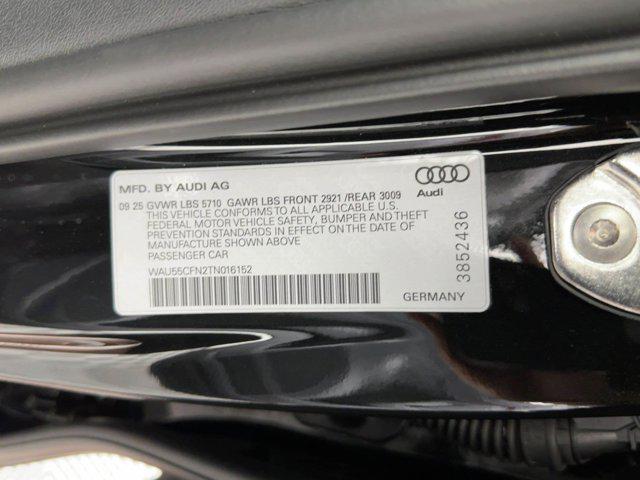 MFD. BY AUDI AG
Audi
09 25 GVWR LBS 5710 GAWR LBS FRONT 2921 /REAR 3009
THIS VEHICLE CONFORMS TO ALL APPLICABLE U.S.
FEDERAL MOTOR VEHICLE SAFETY, BUMPER AND THEFT
PREVENTION STANDARDS IN EFFECT ON THE DATE OF
MANUFACTURE SHOWN ABOVE
PASSENGER CAR
WAU55CFN2TN016152
GERMANY
3852436